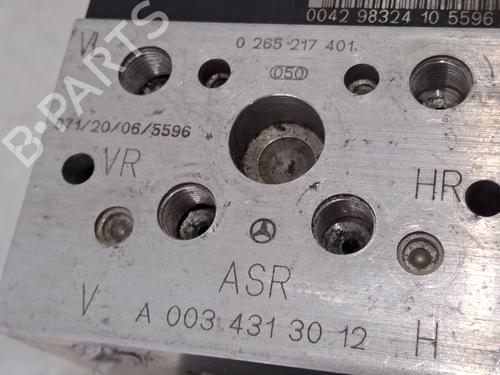 0042 98324 10 5596
VL
0 265 217 401
050
371/20/06/5596
VR
HR
ASR
V
A 003 431 30 12
H
B-PARTS